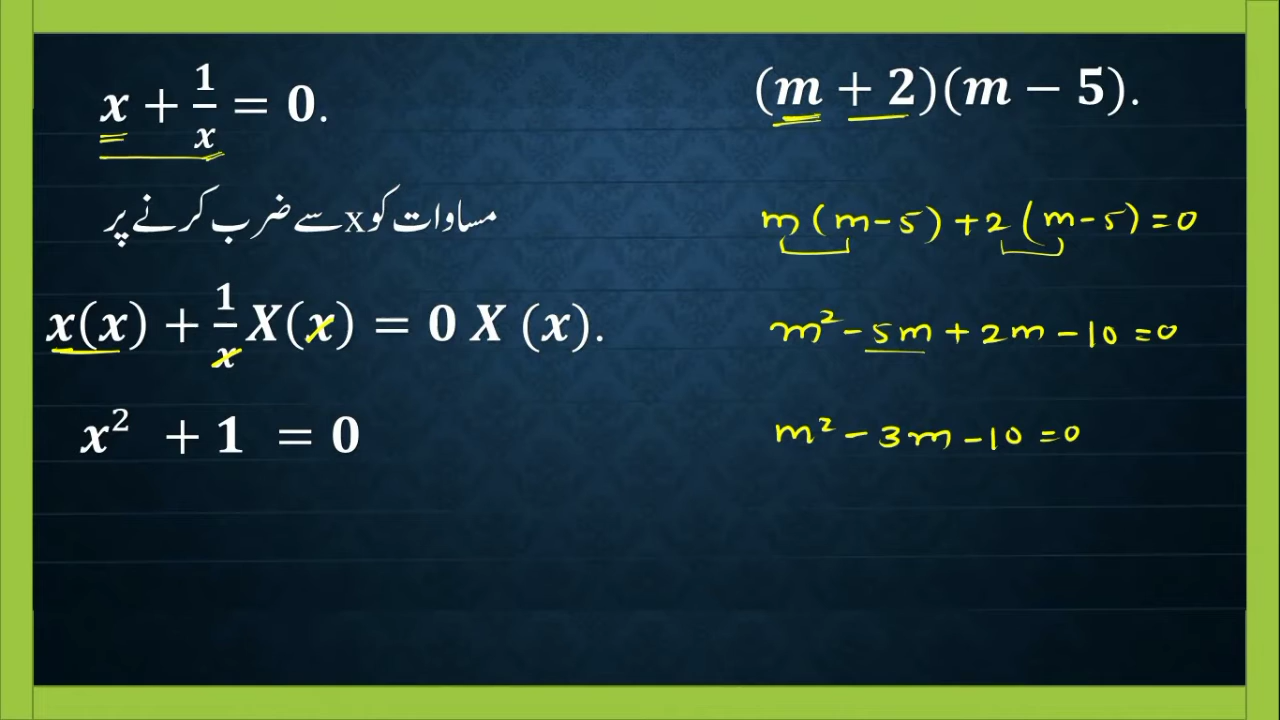 x + 1/x = 0.
مساوات کو x سے ضرب کرنے پر
x(x) + 1/x X(x) = 0 X (x).
x² + 1 = 0
(m + 2)(m − 5).
m(m-5)+2(m-5)=0
m² - 5m + 2m - 10 = 0
m² - 3m - 10 = 0